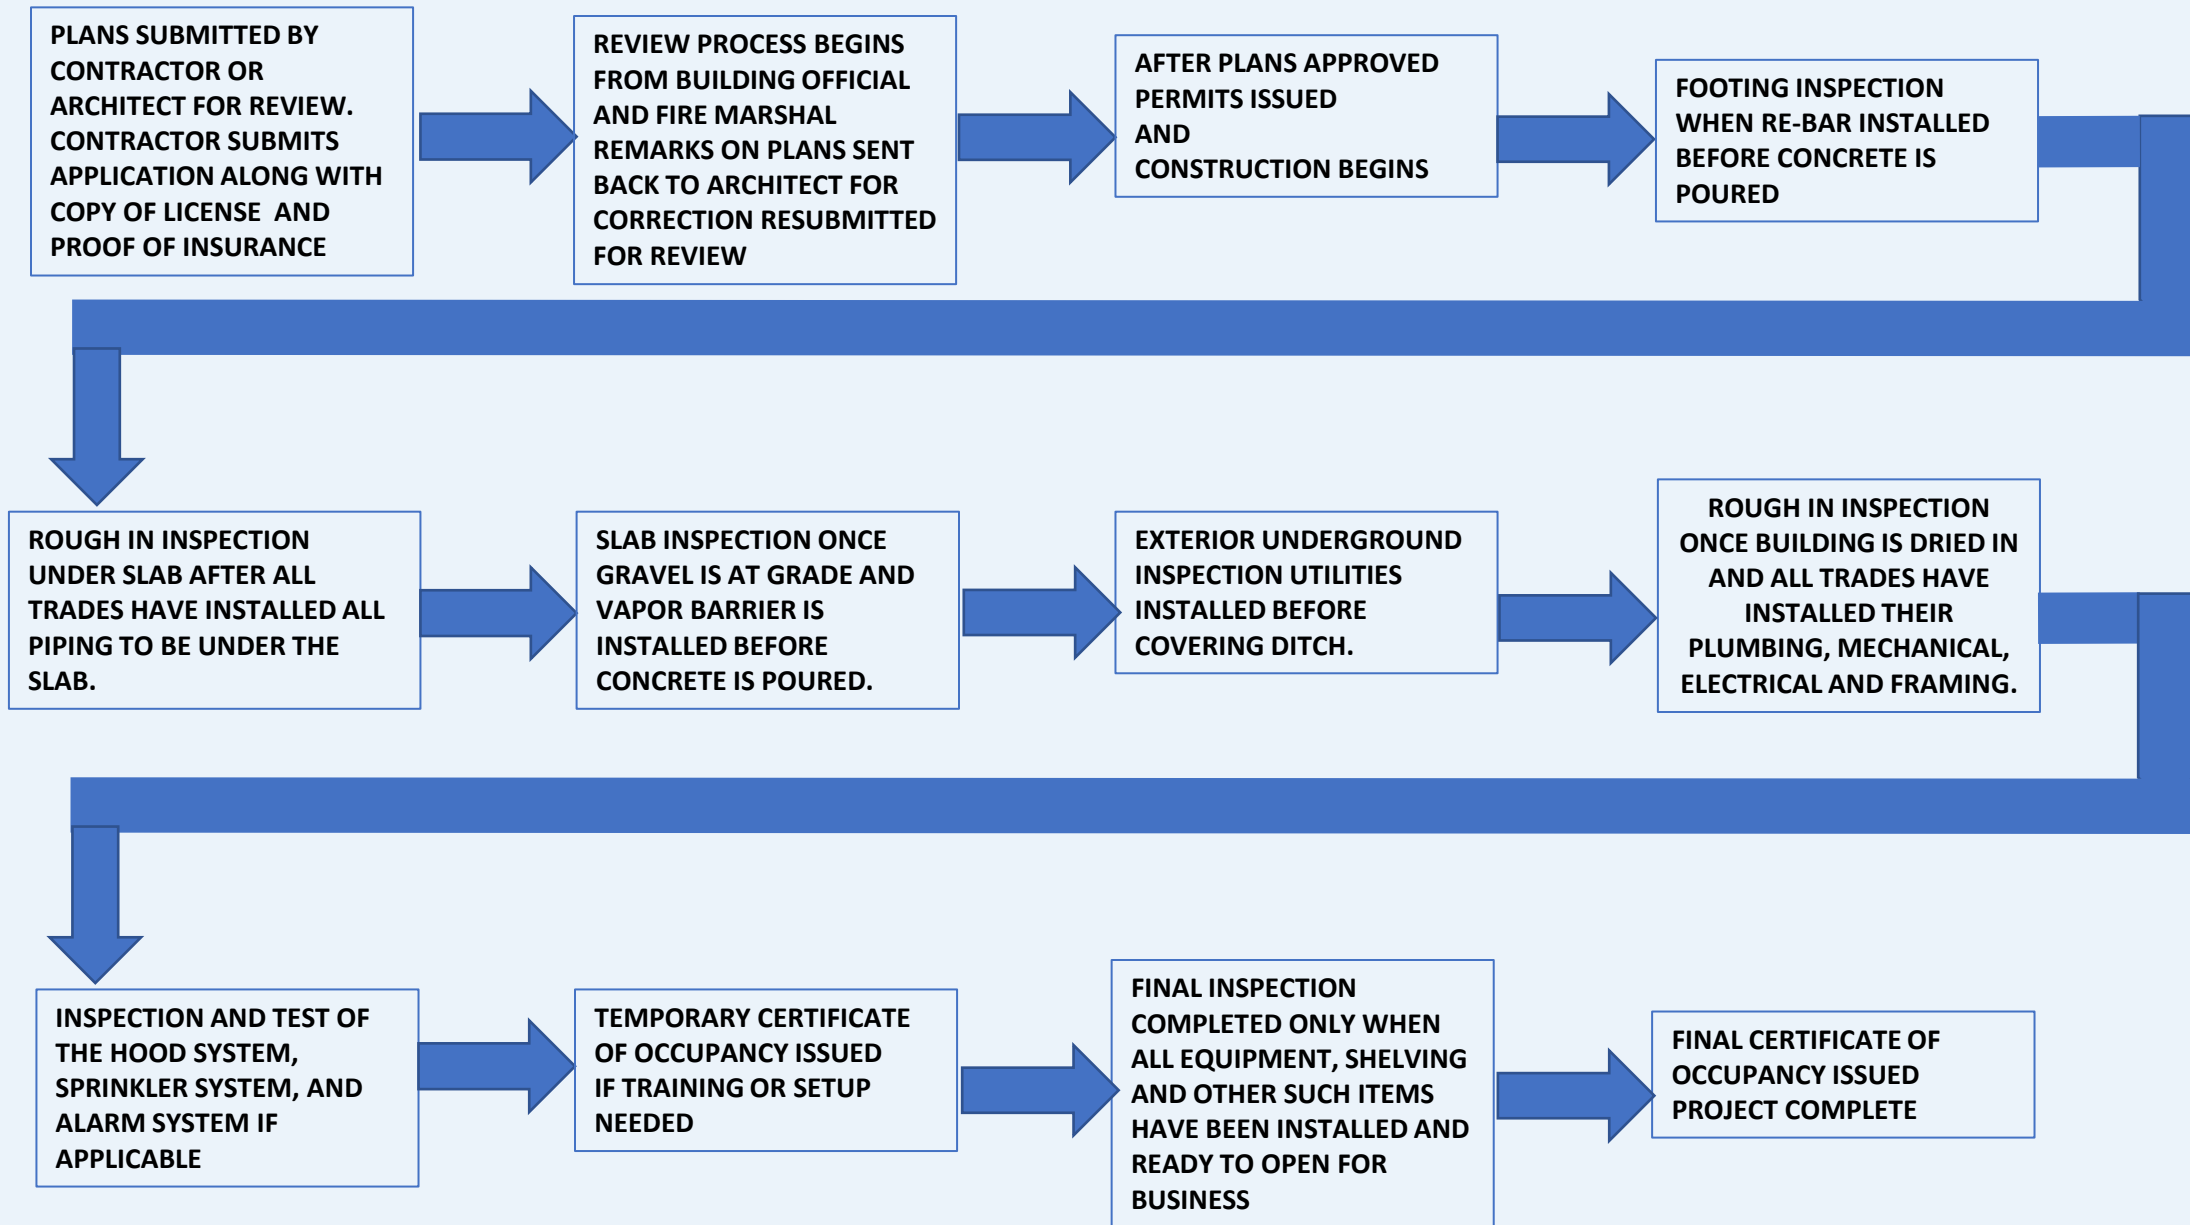 PLANS SUBMITTED BY
CONTRACTOR OR
ARCHITECT FOR REVIEW.
CONTRACTOR SUBMITS
APPLICATION ALONG WITH
COPY OF LICENSE AND
PROOF OF INSURANCE
REVIEW PROCESS BEGINS
FROM BUILDING OFFICIAL
AND FIRE MARSHAL
REMARKS ON PLANS SENT
BACK TO ARCHITECT FOR
CORRECTION RESUBMITTED
FOR REVIEW
AFTER PLANS APPROVED
PERMITS ISSUED
AND
CONSTRUCTION BEGINS
FOOTING INSPECTION
WHEN RE-BAR INSTALLED
BEFORE CONCRETE IS
POURED
ROUGH IN INSPECTION
UNDER SLAB AFTER ALL
TRADES HAVE INSTALLED ALL
PIPING TO BE UNDER THE
SLAB.
SLAB INSPECTION ONCE
GRAVEL IS AT GRADE AND
VAPOR BARRIER IS
INSTALLED BEFORE
CONCRETE IS POURED.
EXTERIOR UNDERGROUND
INSPECTION UTILITIES
INSTALLED BEFORE
COVERING DITCH.
ROUGH IN INSPECTION
ONCE BUILDING IS DRIED IN
AND ALL TRADES HAVE
INSTALLED THEIR
PLUMBING, MECHANICAL,
ELECTRICAL AND FRAMING.
INSPECTION AND TEST OF
THE HOOD SYSTEM,
SPRINKLER SYSTEM, AND
ALARM SYSTEM IF
APPLICABLE
TEMPORARY CERTIFICATE
OF OCCUPANCY ISSUED
IF TRAINING OR SETUP
NEEDED
FINAL INSPECTION
COMPLETED ONLY WHEN
ALL EQUIPMENT, SHELVING
AND OTHER SUCH ITEMS
HAVE BEEN INSTALLED AND
READY TO OPEN FOR
BUSINESS
FINAL CERTIFICATE OF
OCCUPANCY ISSUED
PROJECT COMPLETE